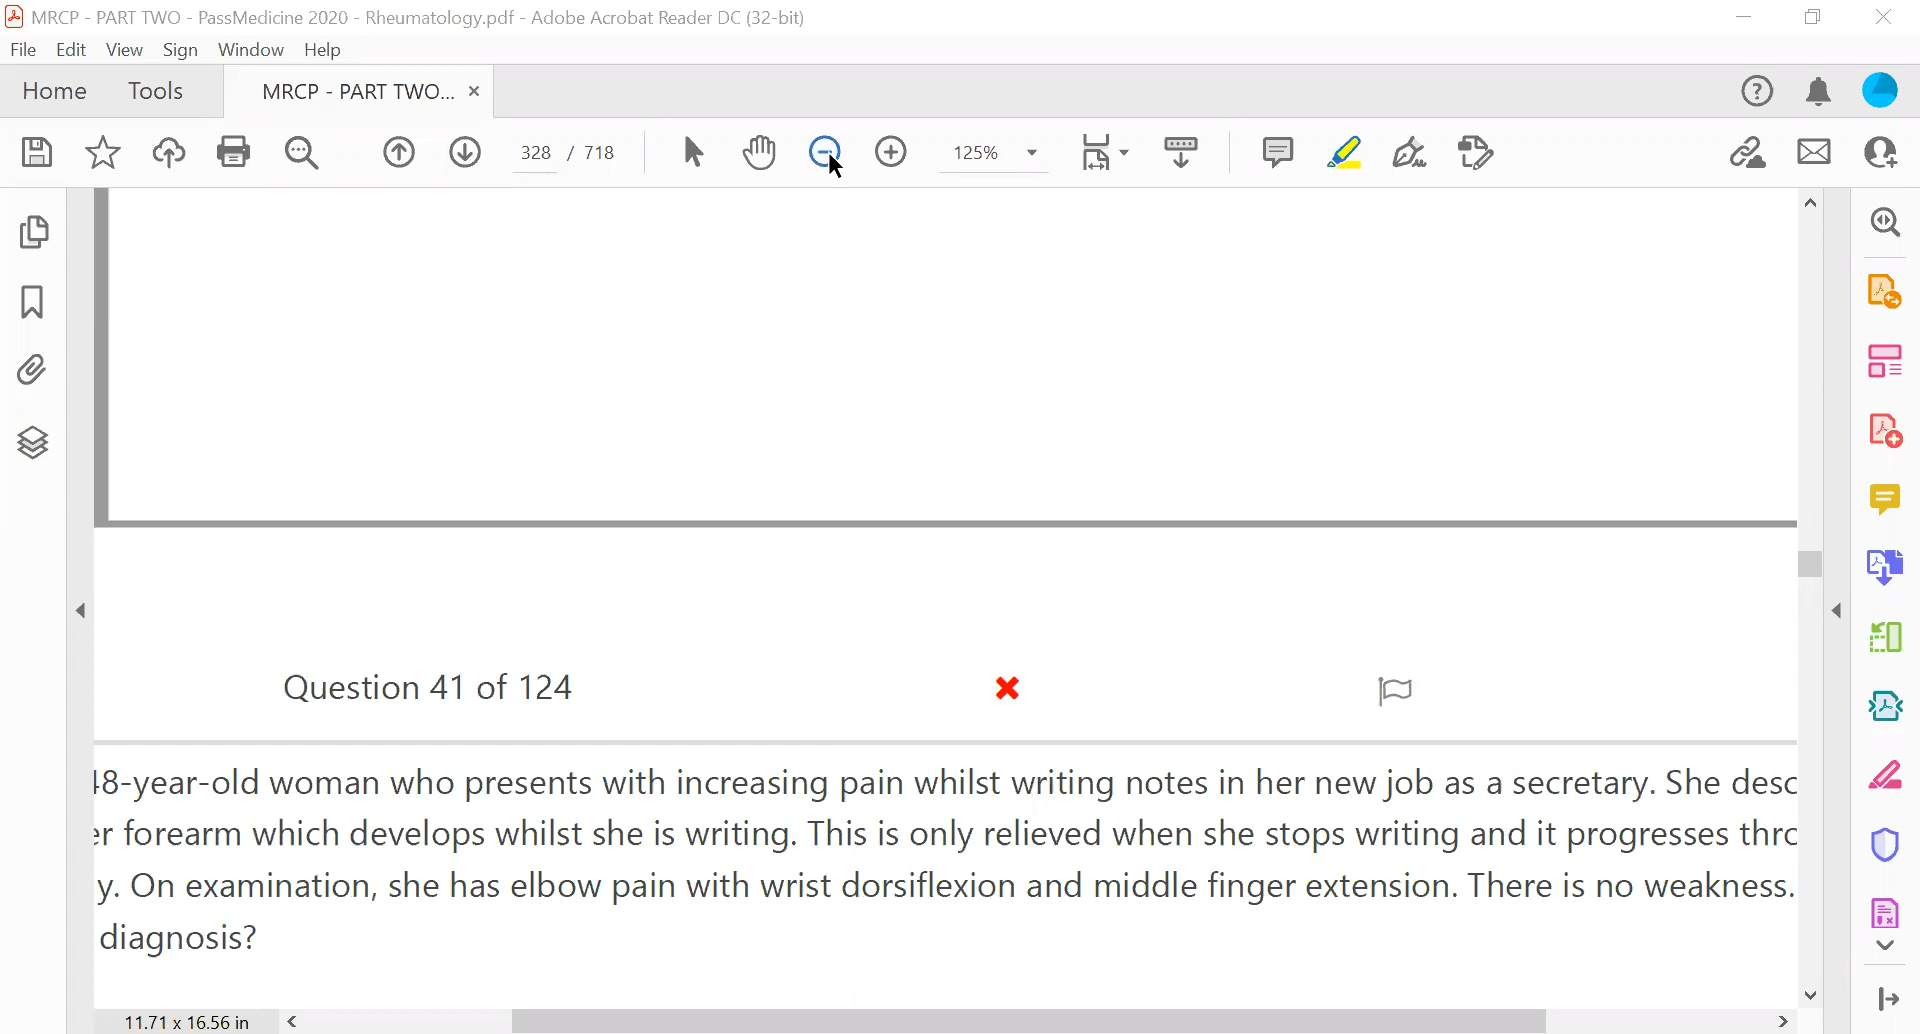 MRCP - PART TWO - PassMedicine 2020 - Rheumatology.pdf - Adobe Acrobat Reader DC (32-bit)
File Edit View Sign Window Help
Home Tools MRCP - PART TWO...
328 / 718 125%
Question 41 of 124
48-year-old woman who presents with increasing pain whilst writing notes in her new job as a secretary. She desc
er forearm which develops whilst she is writing. This is only relieved when she stops writing and it progresses thro
y. On examination, she has elbow pain with wrist dorsiflexion and middle finger extension. There is no weakness.
diagnosis?
11.71 x 16.56 in